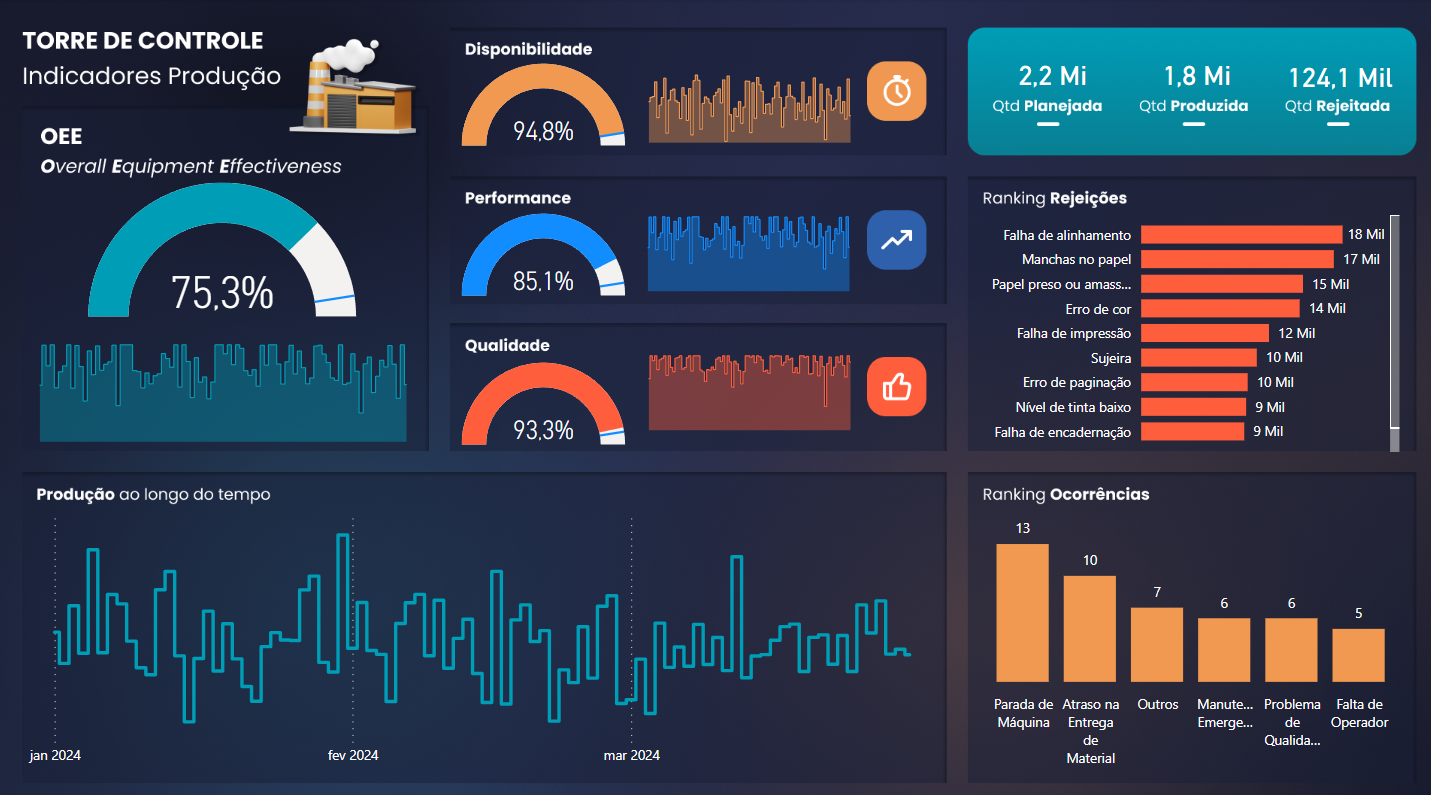 TORRE DE CONTROLE
Indicadores Produção
OEE
Overall Equipment Effectiveness
75,3%
Disponibilidade
94,8%
Performance
85,1%
Qualidade
93,3%
2,2 Mi
Qtd Planejada
1,8 Mi
Qtd Produzida
124,1 Mil
Qtd Rejeitada
Ranking Rejeições
Falha de alinhamento 18 Mil
Manchas no papel 17 Mil
Papel preso ou amass... 15 Mil
Erro de cor 14 Mil
Falha de impressão 12 Mil
Sujeira 10 Mil
Erro de paginação 10 Mil
Nível de tinta baixo 9 Mil
Falha de encadernação 9 Mil
Produção ao longo do tempo
jan 2024
fev 2024
mar 2024
Ranking Ocorrências
13
10
7
6
6
5
Parada de
Máquina
Atraso na
Entrega
de
Material
Outros
Manute...
Emerge...
Problema
de
Qualida...
Falta de
Operador